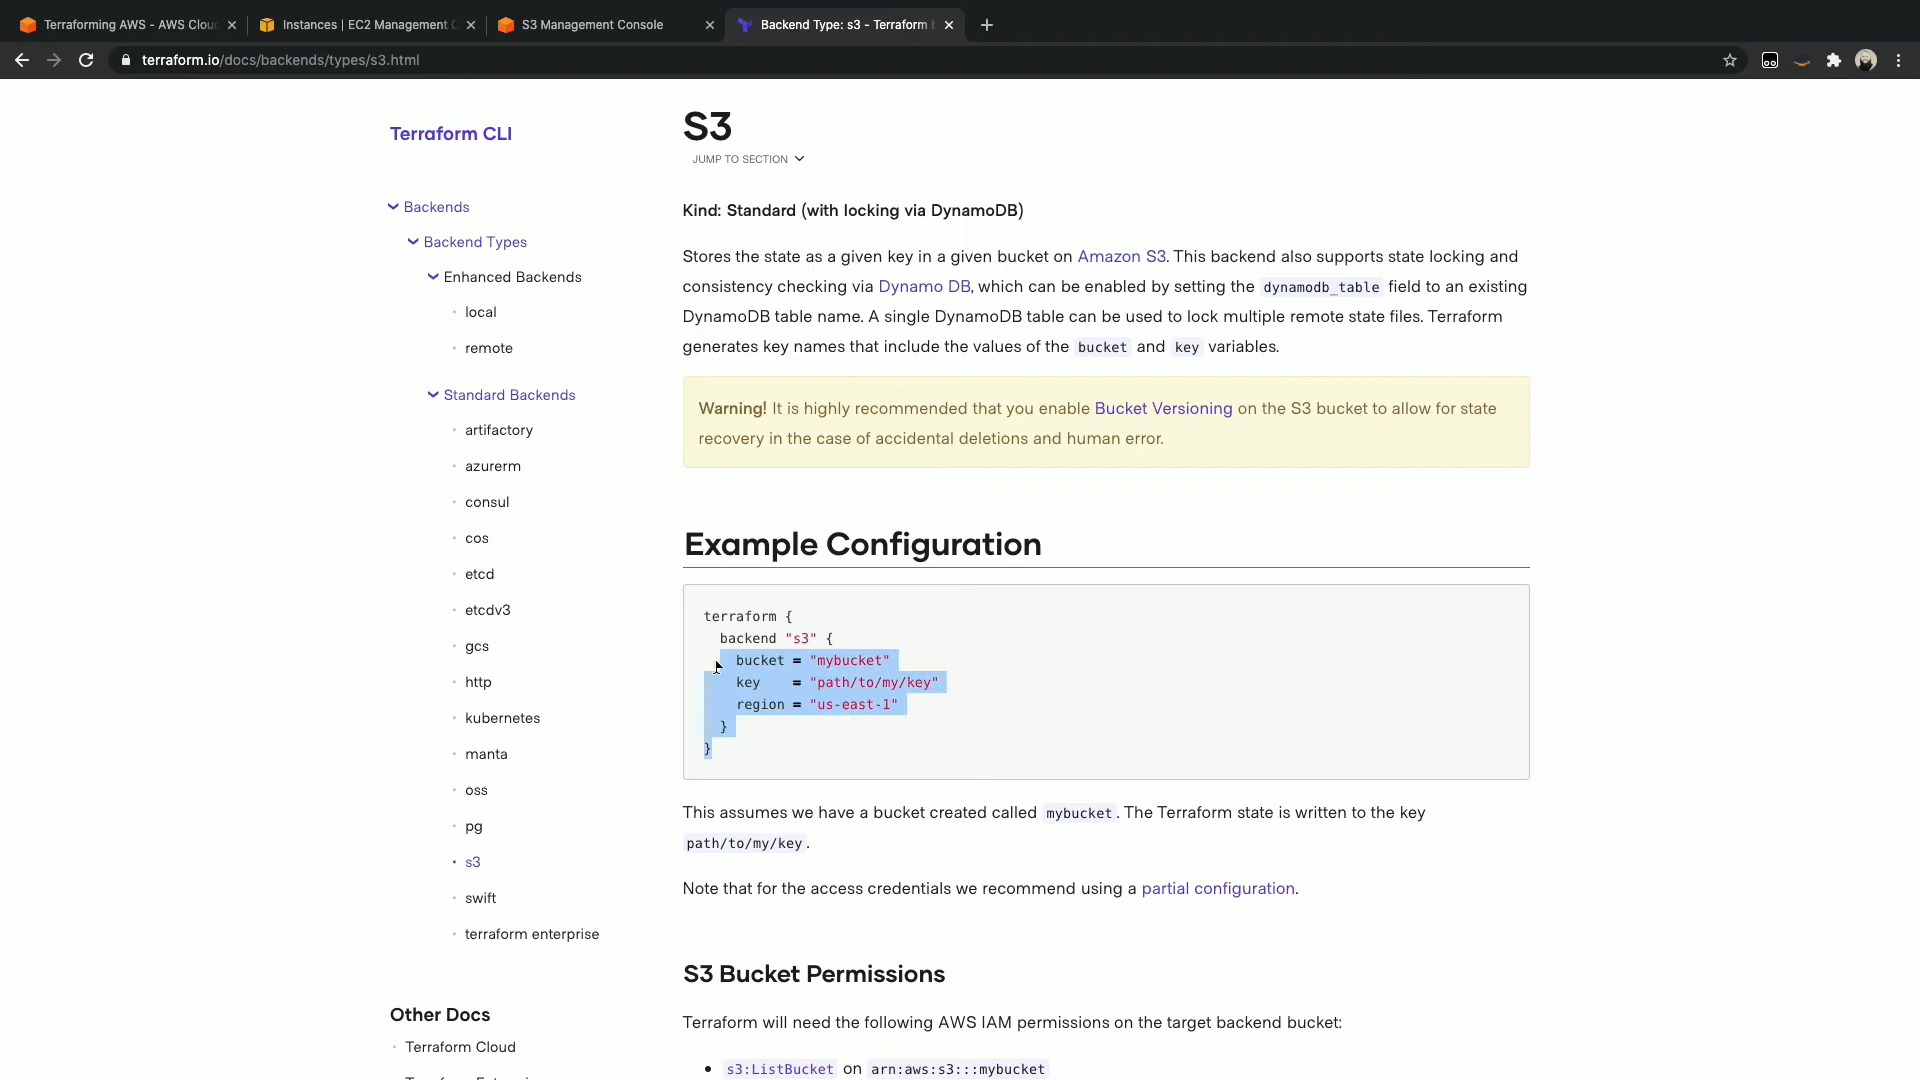 Terraforming AWS - AWS Clou
Instances | EC2 Management C
S3 Management Console
Backend Type: s3 - Terraform b
terraform.io/docs/backends/types/s3.html
Terraform CLI
Backends
Backend Types
Enhanced Backends
local
remote
Standard Backends
artifactory
azurerm
consul
cos
etcd
etcdv3
gcs
http
kubernetes
manta
oss
pg
s3
swift
terraform enterprise
Other Docs
Terraform Cloud
S3
JUMP TO SECTION
Kind: Standard (with locking via DynamoDB)
Stores the state as a given key in a given bucket on Amazon S3. This backend also supports state locking and
consistency checking via Dynamo DB, which can be enabled by setting the dynamodb_table field to an existing
DynamoDB table name. A single DynamoDB table can be used to lock multiple remote state files. Terraform
generates key names that include the values of the bucket and key variables.
Warning! It is highly recommended that you enable Bucket Versioning on the S3 bucket to allow for state
recovery in the case of accidental deletions and human error.
Example Configuration
terraform {
backend "s3" {
bucket = "mybucket"
key    = "path/to/my/key"
region = "us-east-1"
}
}
This assumes we have a bucket created called mybucket. The Terraform state is written to the key
path/to/my/key.
Note that for the access credentials we recommend using a partial configuration.
S3 Bucket Permissions
Terraform will need the following AWS IAM permissions on the target backend bucket:
s3:ListBucket on arn:aws:s3:::mybucket